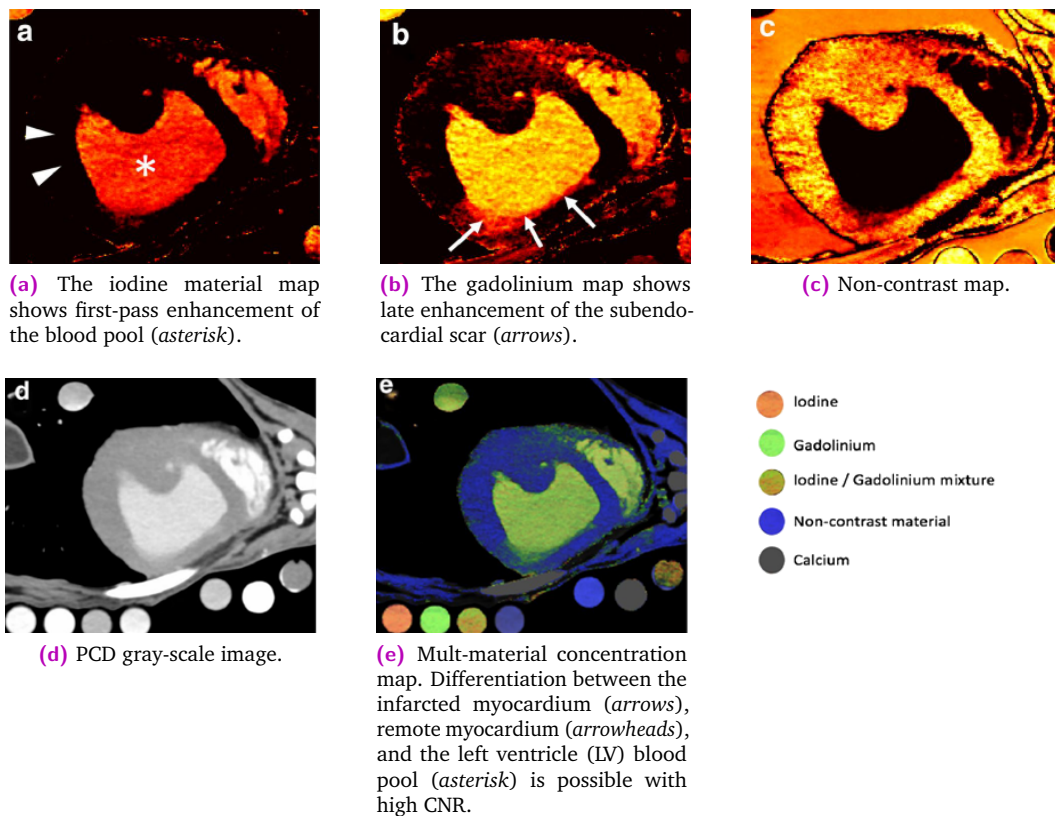 a
*
b
c
(a) The iodine material map
shows first-pass enhancement of
the blood pool (asterisk).
(b) The gadolinium map shows
late enhancement of the subendo-
cardial scar (arrows).
(c) Non-contrast map.
d
e
Iodine
Gadolinium
Iodine / Gadolinium mixture
Non-contrast material
Calcium
(d) PCD gray-scale image.
(e) Mult-material concentration
map. Differentiation between the
infarcted myocardium (arrows),
remote myocardium (arrowheads),
and the left ventricle (LV) blood
pool (asterisk) is possible with
high CNR.